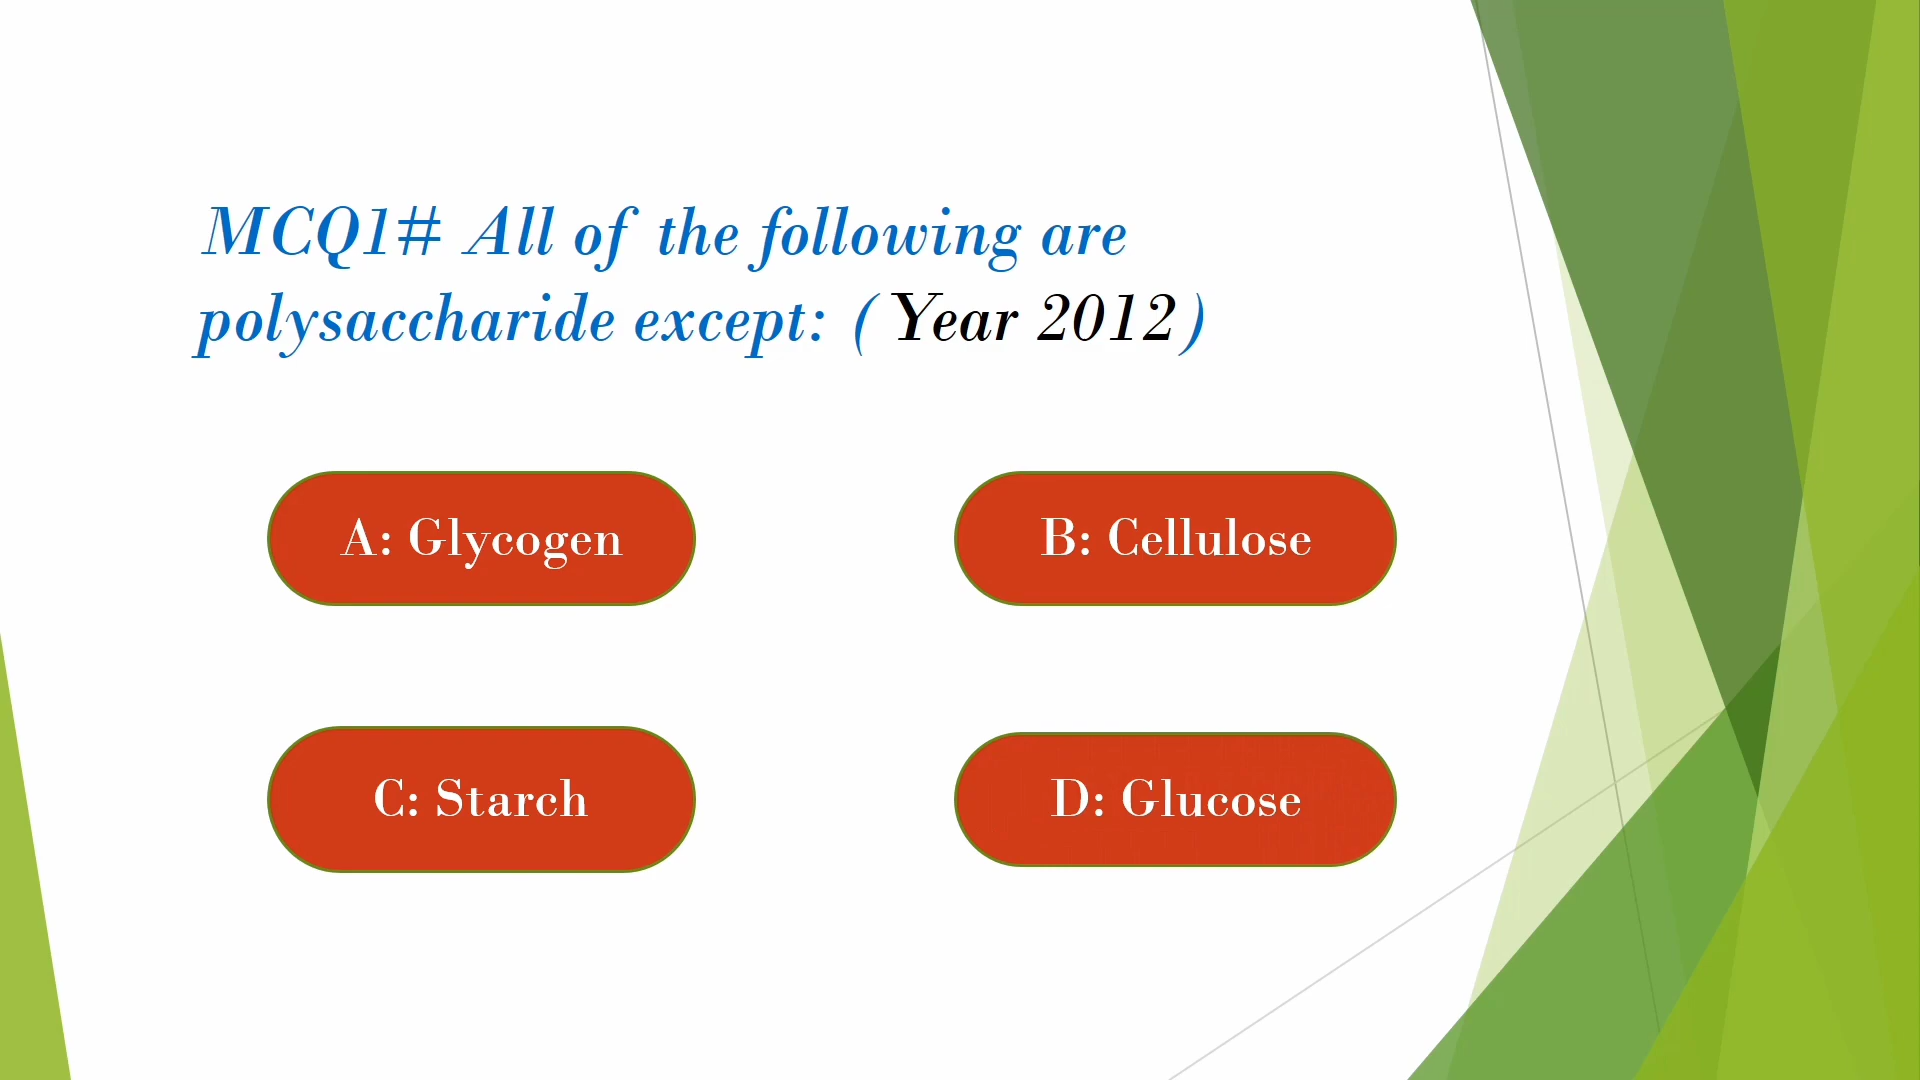 MCQ1# All of the following are
polysaccharide except: ( Year 2012)
A: Glycogen
B: Cellulose
C: Starch
D: Glucose